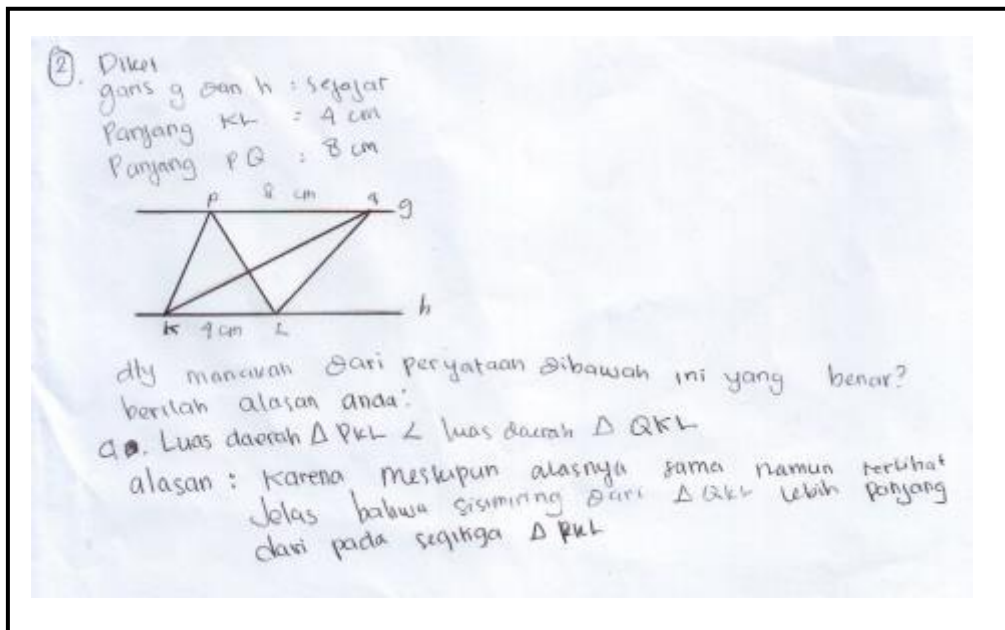 2. Diket
garis g dan h : sejajar
Panjang KL = 4 cm
Panjang PQ : 8 cm
P 8 cm q g
K 4 cm L h
dty manakah dari peryataan dibawah ini yang benar?
berilah alasan anda!
a. Luas daerah Δ PKL < luas daerah Δ QKL
alasan : karena meskipun alasnya sama namun terlihat
Jelas bahwa sisimiring dari Δ QKL lebih panjang
dari pada segitiga Δ PKL